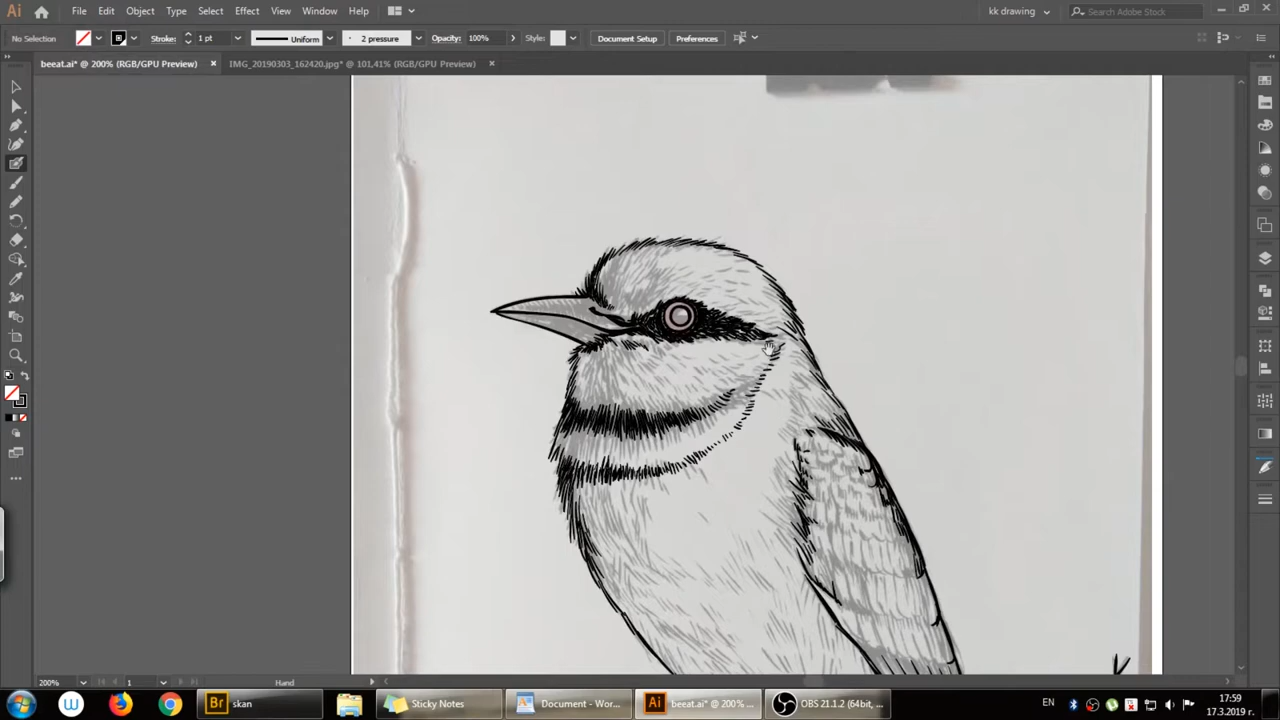 Ai File Edit Object Type Select Effect View Window Help kk drawing Search Adobe Stock
No Selection Stroke: 1 pt Uniform 2 pressure Opacity: 100% Style: Document Setup Preferences
beeat.ai* @ 200% (RGB/GPU Preview) IMG_20190303_162420.jpg* @ 101,41% (RGB/GPU Preview)
200% 1 Hand
Br skan Sticky Notes Document - Wor... Ai beeat.ai* @ 200% ... OBS 21.1.2 (64bit, ... EN 17:59
17.3.2019 г.